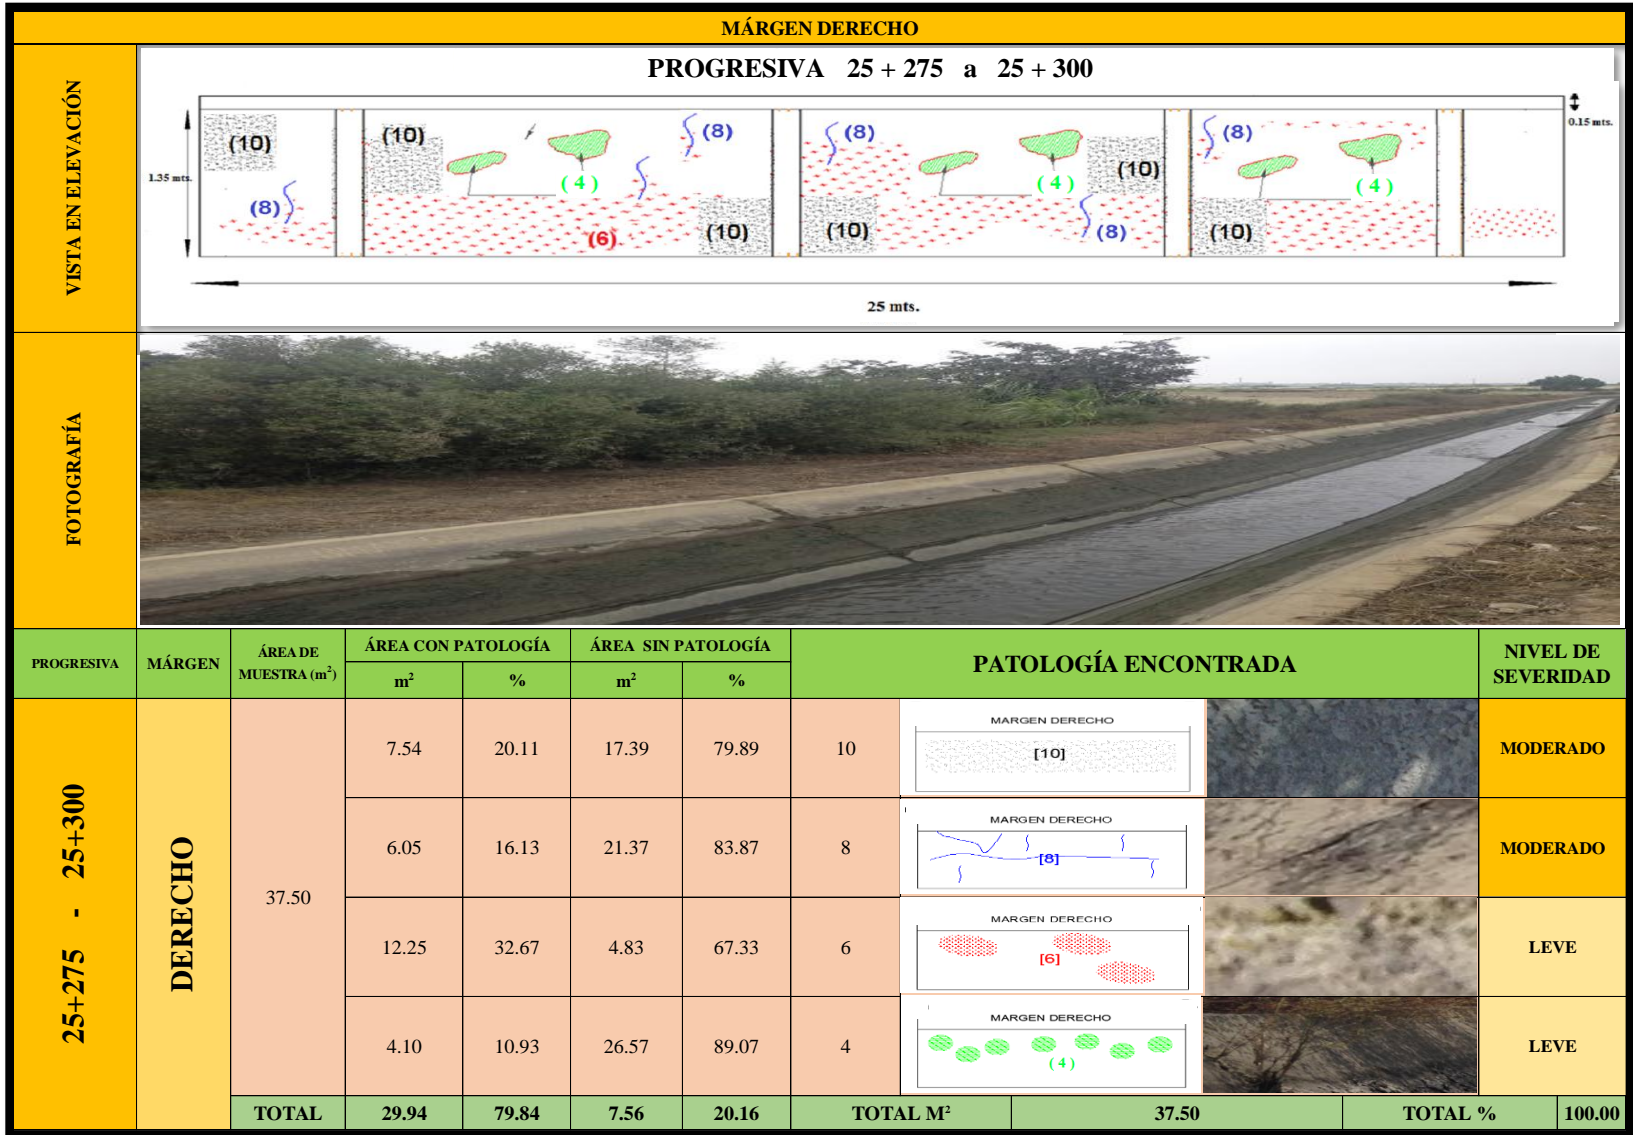 MÁRGEN DERECHO
VISTA EN ELEVACIÓN
PROGRESIVA 25 + 275 a 25 + 300
0.15 mts.
1.35 mts.
(10) (10) (4) (8) (8) (4) (10) (8) (4)
(8) (6) (10) (10) (8) (10)
25 mts.
FOTOGRAFÍA
PROGRESIVA
MÁRGEN
ÁREA DE
MUESTRA (m²)
ÁREA CON PATOLOGÍA
m² %
ÁREA SIN PATOLOGÍA
m² %
PATOLOGÍA ENCONTRADA
NIVEL DE
SEVERIDAD
25+275 - 25+300
DERECHO
37.50
7.54 20.11 17.39 79.89 10
MARGEN DERECHO
[10]
MODERADO
6.05 16.13 21.37 83.87 8
MARGEN DERECHO
[8]
MODERADO
12.25 32.67 4.83 67.33 6
MARGEN DERECHO
[6]
LEVE
4.10 10.93 26.57 89.07 4
MARGEN DERECHO
(4)
LEVE
TOTAL 29.94 79.84 7.56 20.16 TOTAL M² 37.50 TOTAL % 100.00